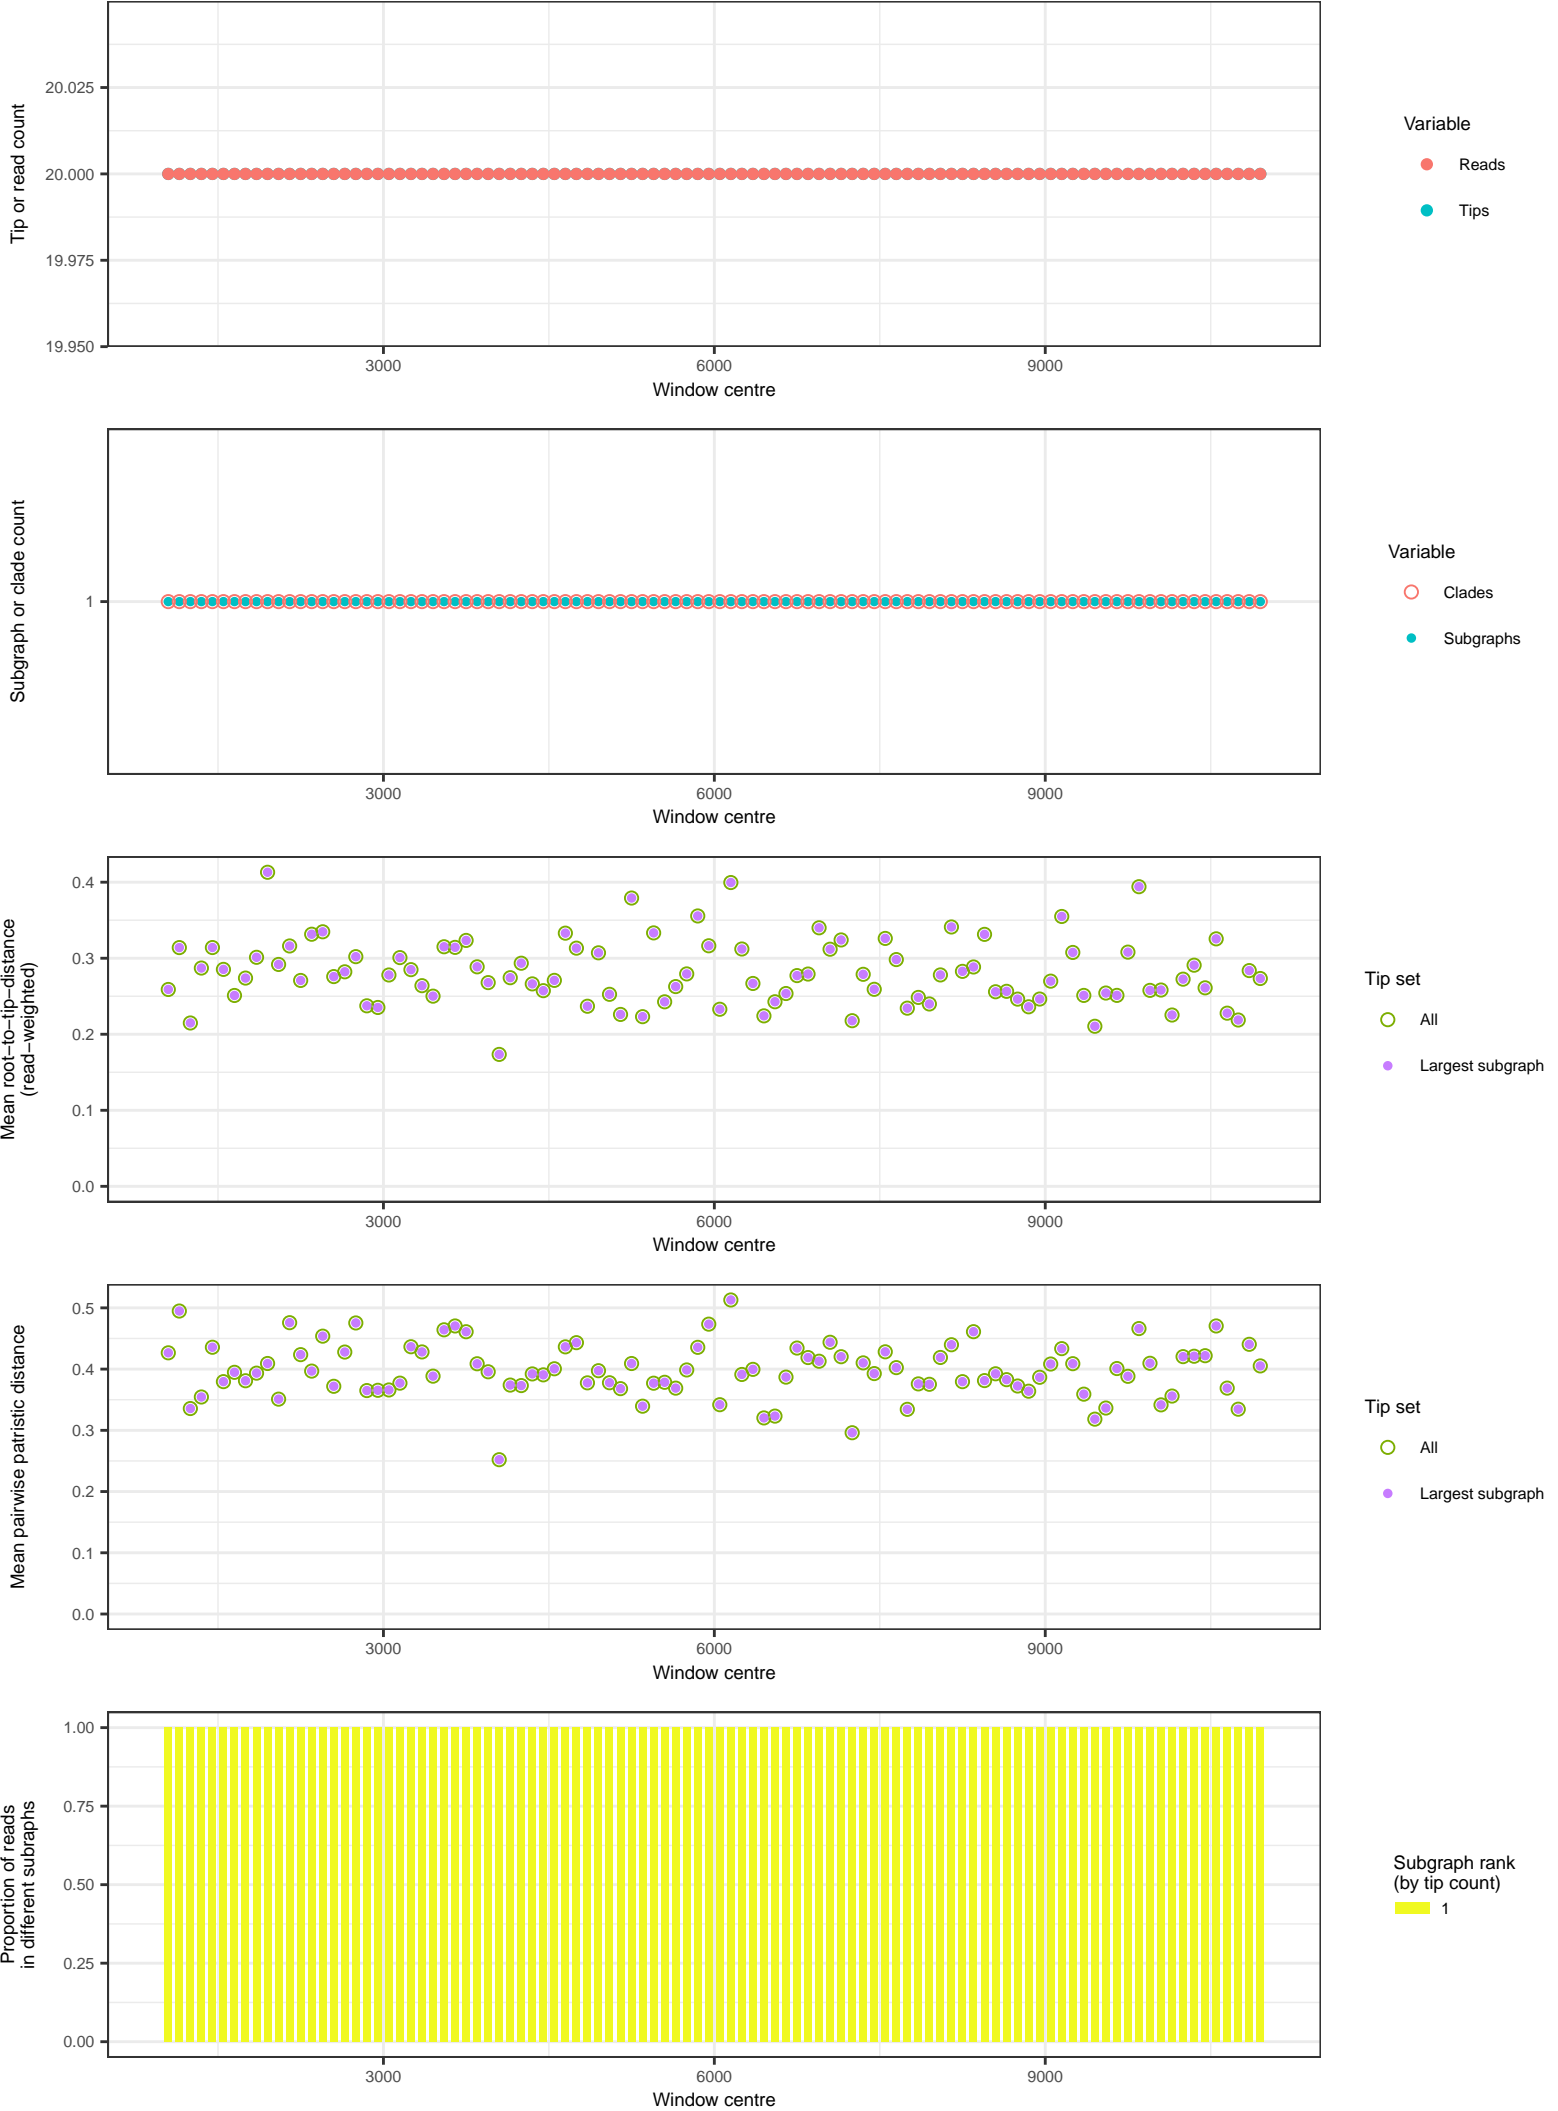 20.025
20.000
19.975
19.950
Tip or read count
3000
6000
9000
Window centre
Variable
Reads
Tips
1
Subgraph or clade count
3000
6000
9000
Window centre
Variable
Clades
Subgraphs
0.4
0.3
0.2
0.1
0.0
Mean root−to−tip−distance
(read−weighted)
3000
6000
9000
Window centre
Tip set
All
Largest subgraph
0.5
0.4
0.3
0.2
0.1
0.0
Mean pairwise patristic distance
3000
6000
9000
Window centre
Tip set
All
Largest subgraph
1.00
0.75
0.50
0.25
0.00
Proportion of reads
in different subraphs
3000
6000
9000
Window centre
Subgraph rank
(by tip count)
1